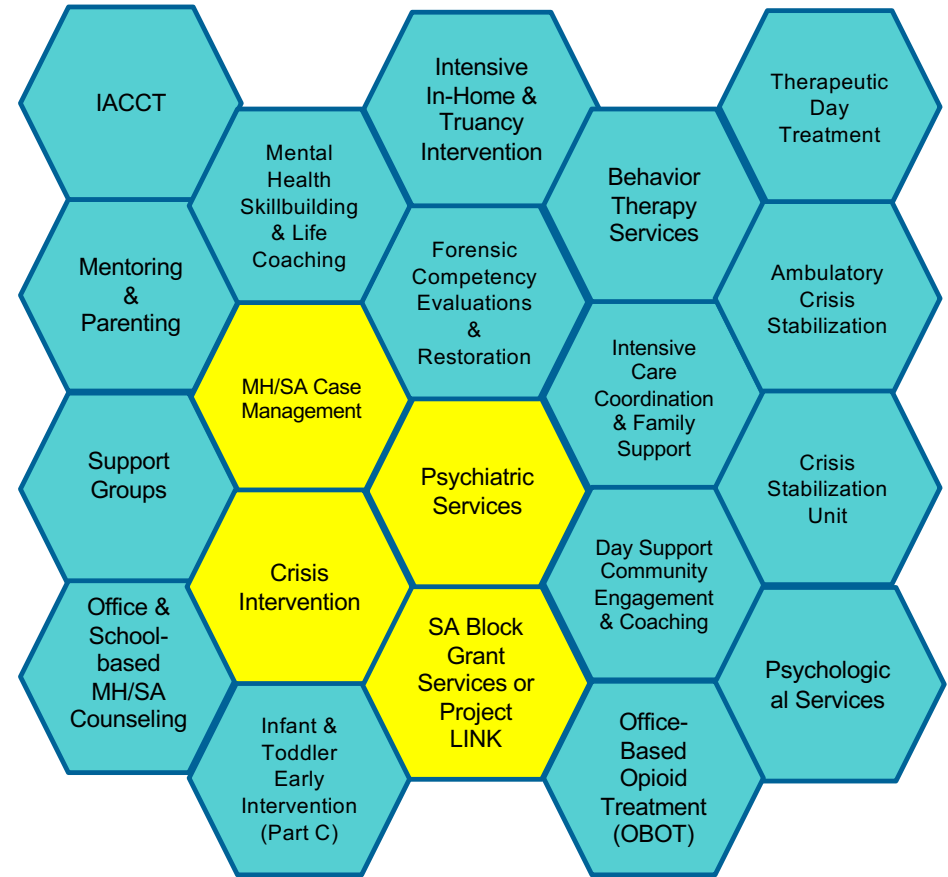 IACCT
Mentoring
&
Parenting
Support
Groups
Office &
School-
based
MH/SA
Counseling
Mental
Health
Skillbuilding
& Life
Coaching
MH/SA Case
Management
Crisis
Intervention
Infant &
Toddler
Early
Intervention
(Part C)
Intensive
In-Home &
Truancy
Intervention
Forensic
Competency
Evaluations
&
Restoration
Psychiatric
Services
SA Block
Grant
Services or
Project
LINK
Behavior
Therapy
Services
Intensive
Care
Coordination
& Family
Support
Day Support
Community
Engagement
& Coaching
Office-
Based
Opioid
Treatment
(OBOT)
Therapeutic
Day
Treatment
Ambulatory
Crisis
Stabilization
Crisis
Stabilization
Unit
Psychologic
al Services